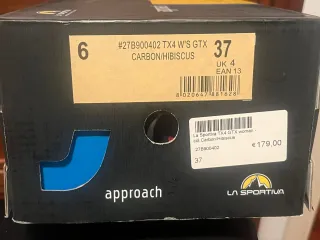 6
#27B900402 TX4 W'S GTX
CARBON/HIBISCUS
37
UK 4
EAN 13
8020647881628
La Sportiva TX4 GTX women -
Carbon/Hibiscus
€179,00
27B900402
37
approach
LA SPORTIVA